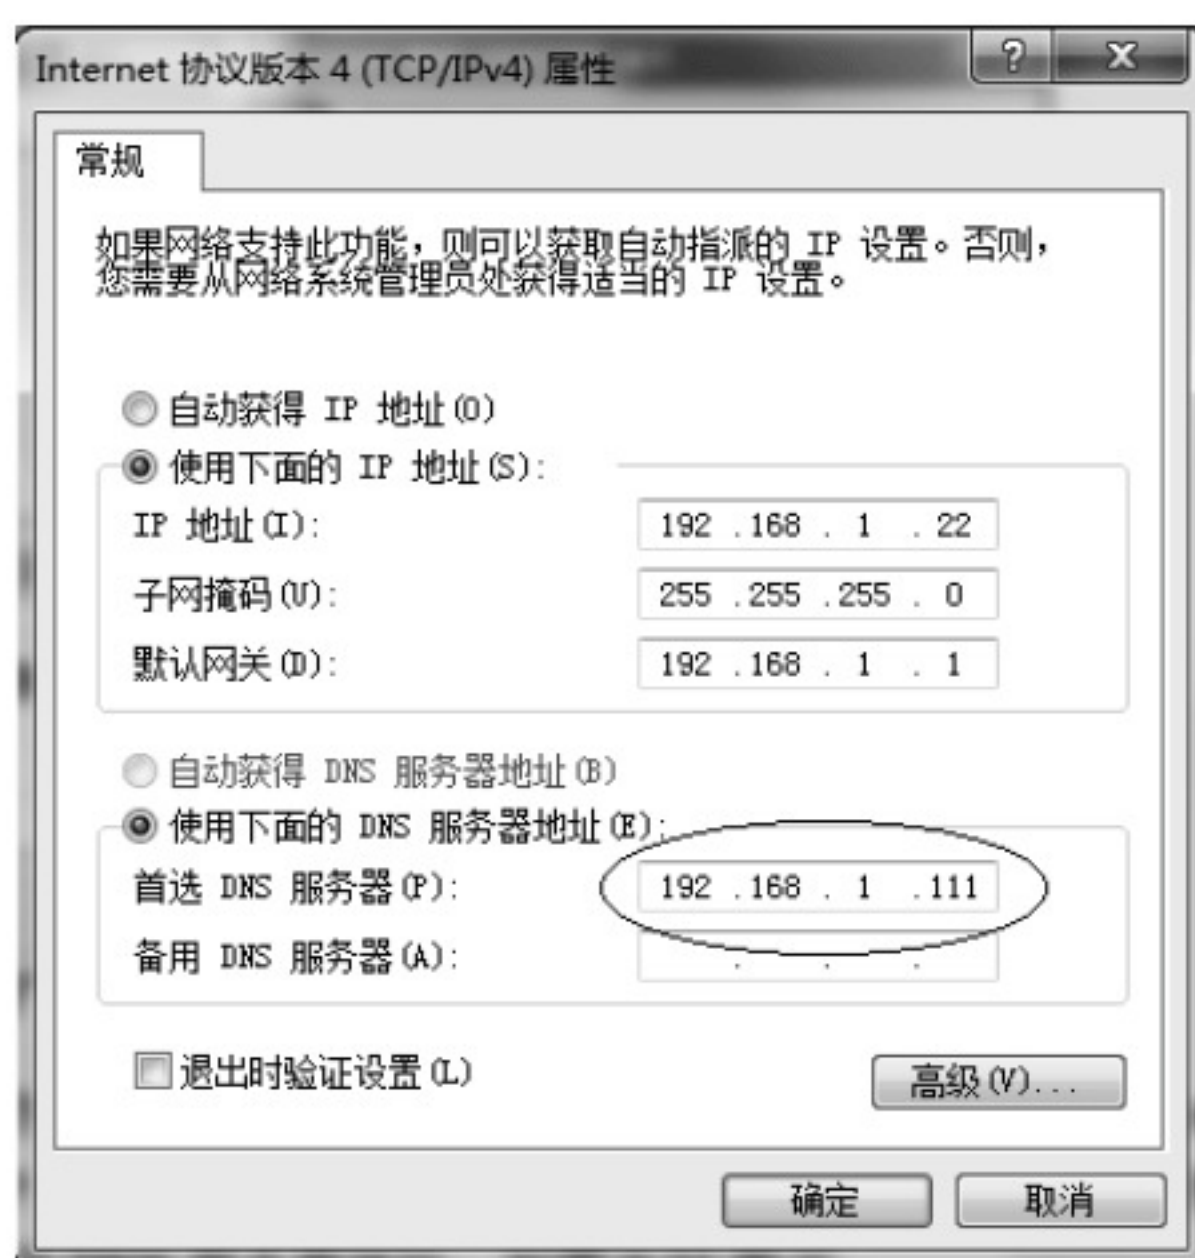 Internet 协议版本 4 (TCP/IPv4) 属性
? X
常规
如果网络支持此功能，则可以获取自动指派的 IP 设置。否则，
您需要从网络系统管理员处获得适当的 IP 设置。
自动获得 IP 地址(O)
使用下面的 IP 地址(S):
IP 地址(I): 192 . 168 . 1 . 22
子网掩码(U): 255 . 255 . 255 . 0
默认网关(D): 192 . 168 . 1 . 1
自动获得 DNS 服务器地址(B)
使用下面的 DNS 服务器地址(E):
首选 DNS 服务器(P): 192 . 168 . 1 . 111
备用 DNS 服务器(A): . . .
退出时验证设置(L)
高级(V)...
确定 取消